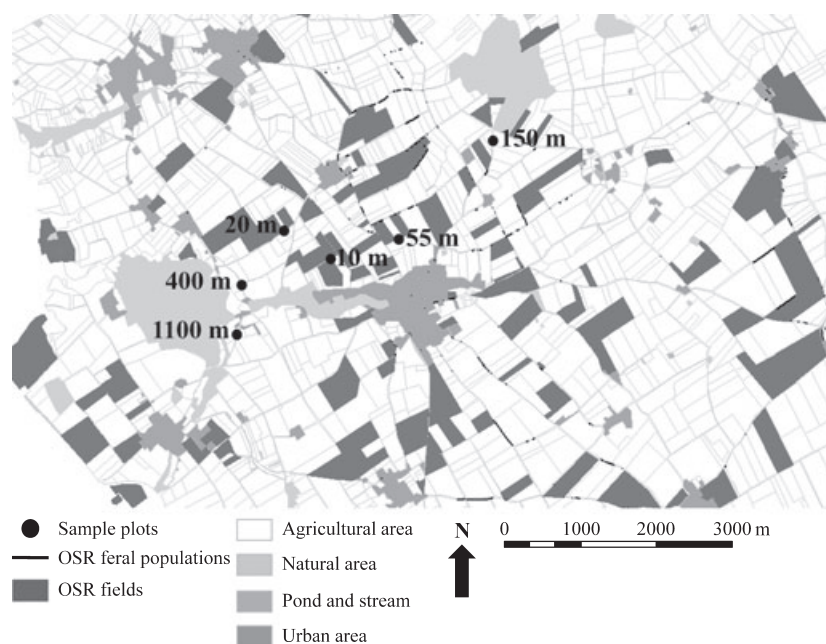 150 m
20 m
55 m
10 m
400 m
1100 m
Sample plots
OSR feral populations
OSR fields
Agricultural area
Natural area
Pond and stream
Urban area
N
0 1000 2000 3000 m